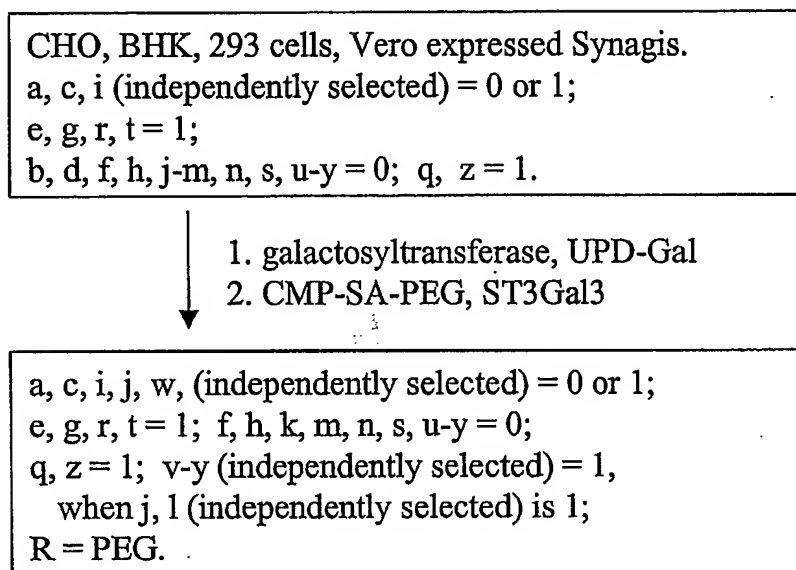 CHO, BHK, 293 cells, Vero expressed Synagis.
a, c, i (independently selected) = 0 or 1;
e, g, r, t = 1;
b, d, f, h, j-m, n, s, u-y = 0; q, z = 1.
1. galactosyltransferase, UPD-Gal
2. CMP-SA-PEG, ST3Gal3
a, c, i, j, w, (independently selected) = 0 or 1;
e, g, r, t = 1; f, h, k, m, n, s, u-y = 0;
q, z = 1; v-y (independently selected) = 1,
when j, l (independently selected) is 1;
R = PEG.